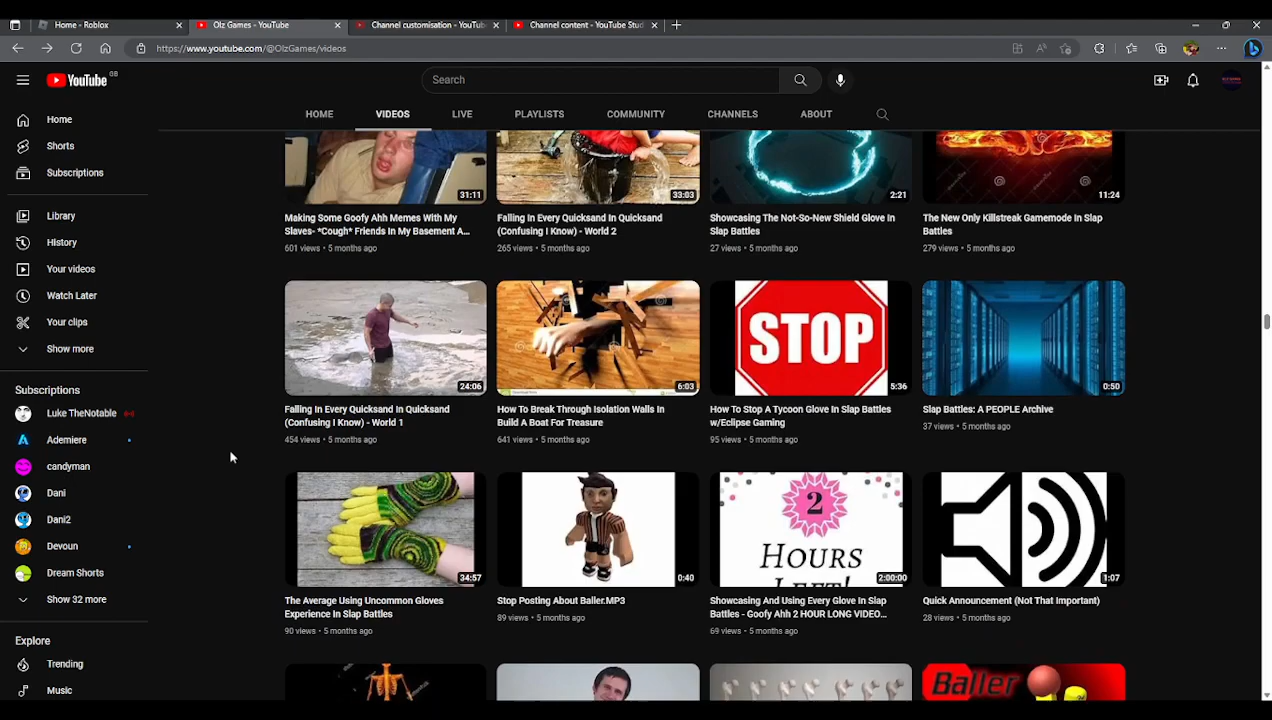 Home - Roblox
Olz Games - YouTube
Channel customisation - YouTub
Channel content - YouTube Stud
https://www.youtube.com/@OlzGames/videos
YouTube GB
Search
HOME
VIDEOS
LIVE
PLAYLISTS
COMMUNITY
CHANNELS
ABOUT
Home
Shorts
Subscriptions
Library
History
Your videos
Watch Later
Your clips
Show more
Subscriptions
Luke TheNotable
Ademiere
candyman
Dani
Dani2
Devoun
Dream Shorts
Show 32 more
Explore
Trending
Music
31:11
Making Some Goofy Ahh Memes With My
Slaves- *Cough* Friends In My Basement A...
601 views • 5 months ago
33:03
Falling In Every Quicksand In Quicksand
(Confusing I Know) - World 2
265 views • 5 months ago
2:21
Showcasing The Not-So-New Shield Glove In
Slap Battles
27 views • 5 months ago
11:24
The New Only Killstreak Gamemode In Slap
Battles
279 views • 5 months ago
24:06
Falling In Every Quicksand In Quicksand
(Confusing I Know) - World 1
454 views • 5 months ago
6:03
How To Break Through Isolation Walls In
Build A Boat For Treasure
641 views • 5 months ago
STOP
5:36
How To Stop A Tycoon Glove In Slap Battles
w/Eclipse Gaming
95 views • 5 months ago
0:50
Slap Battles: A PEOPLE Archive
37 views • 5 months ago
34:57
The Average Using Uncommon Gloves
Experience In Slap Battles
90 views • 5 months ago
0:40
Stop Posting About Baller.MP3
89 views • 5 months ago
2
HOURS
Left!
2:00:00
Showcasing And Using Every Glove In Slap
Battles - Goofy Ahh 2 HOUR LONG VIDEO...
69 views • 5 months ago
1:07
Quick Announcement (Not That Important)
28 views • 5 months ago
Baller